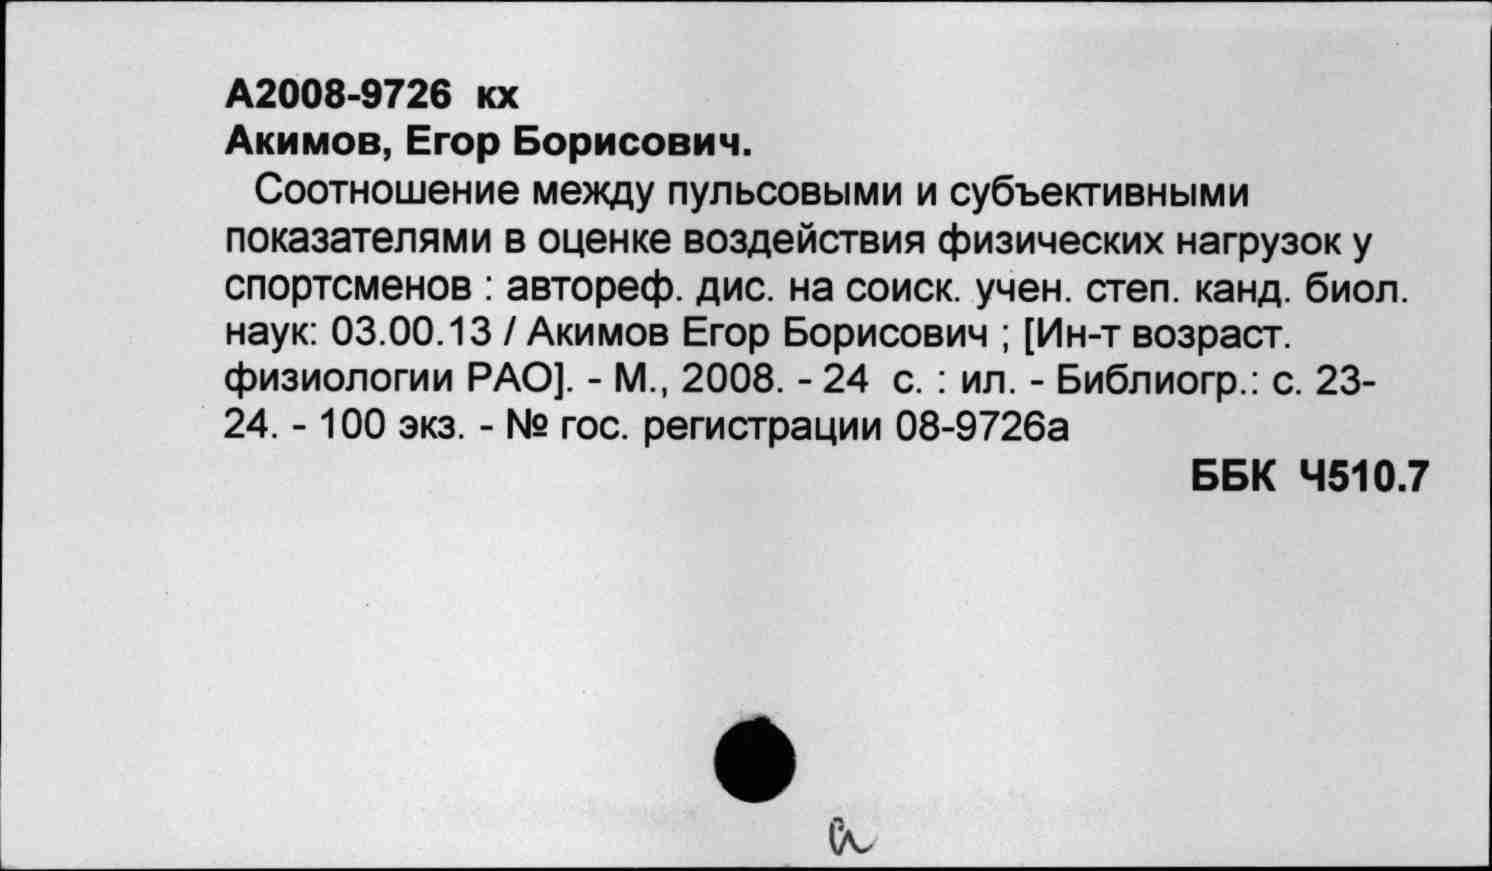 А2008-9726 кх
Акимов, Егор Борисович.
Соотношение между пульсовыми и субъективными
показателями в оценке воздействия физических нагрузок у
спортсменов : автореф. дис. на соиск. учен. степ. канд. биол.
наук: 03.00.13 / Акимов Егор Борисович ; [Ин-т возраст.
физиологии РАО]. - М., 2008. - 24 с. : ил. - Библиогр.: с. 23-
24. - 100 экз. - № гос. регистрации 08-9726а
ББК Ч510.7